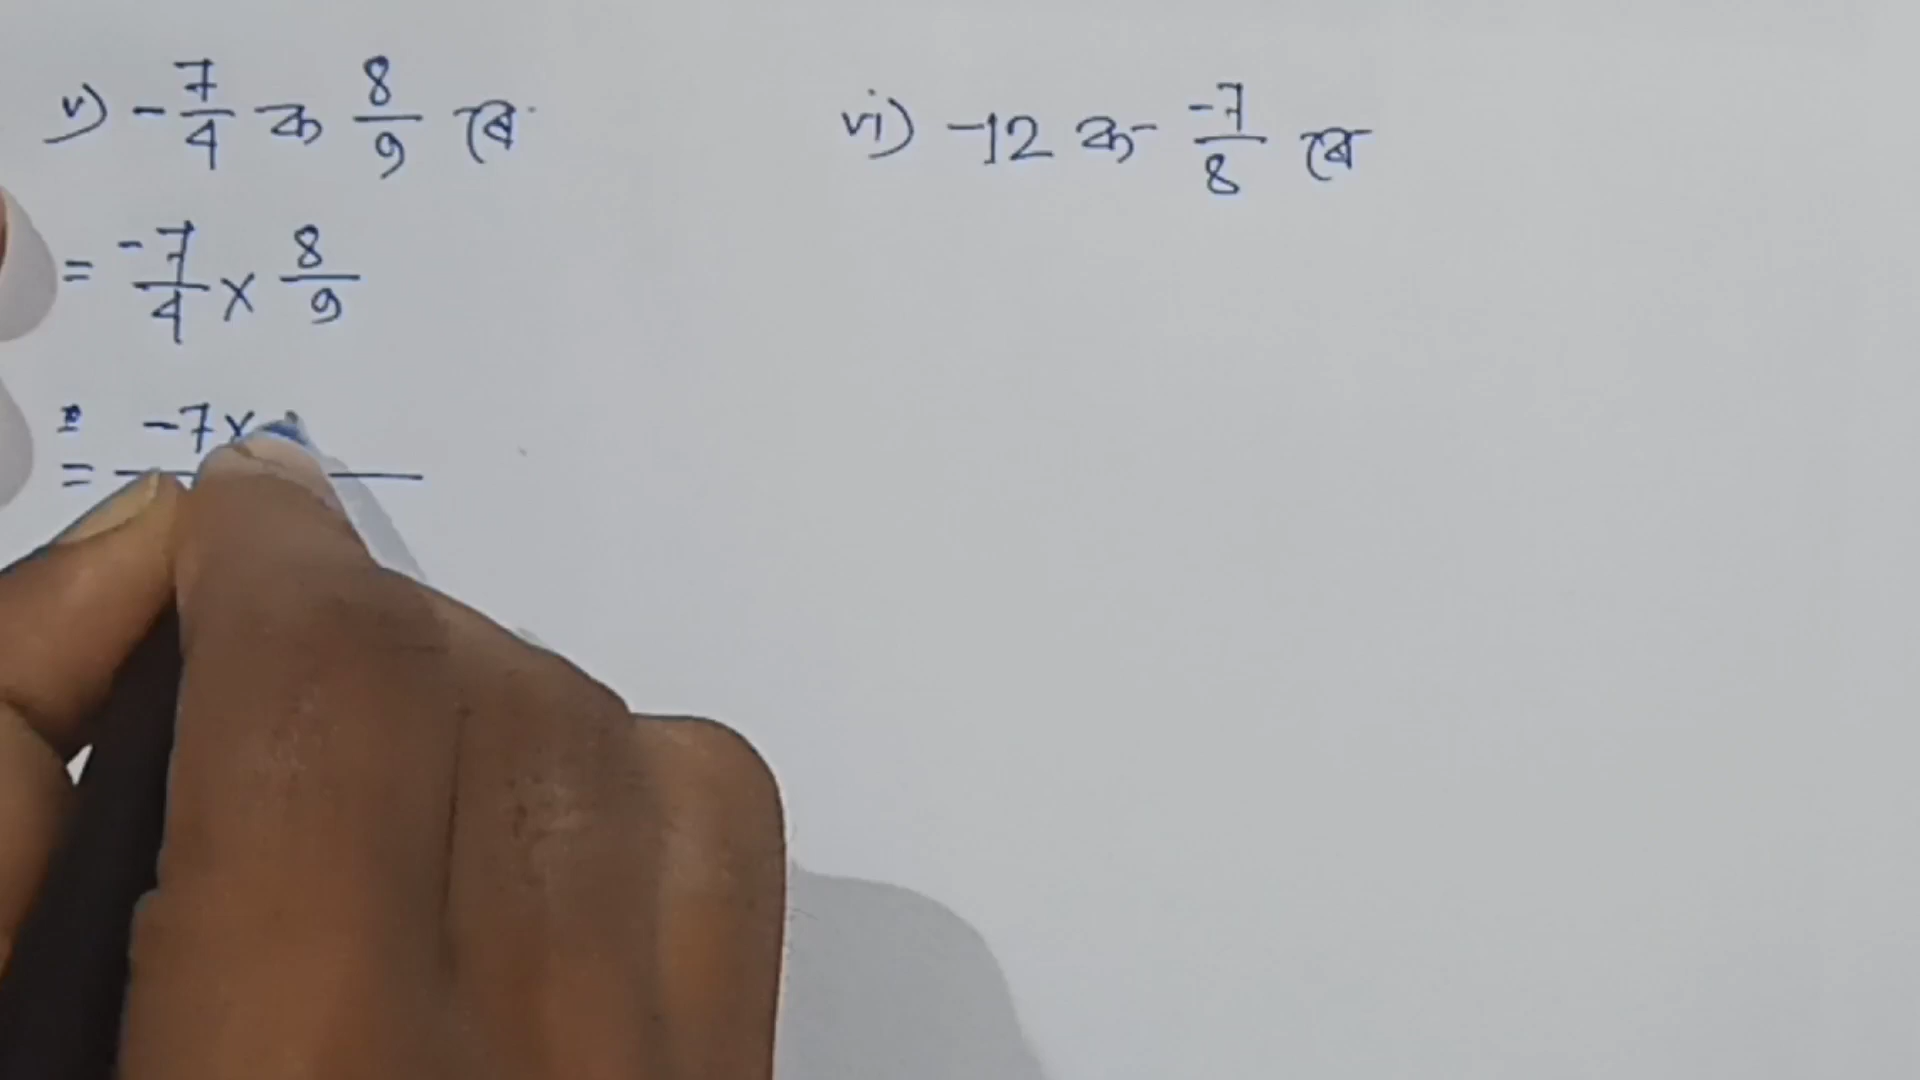 v) -7/4 ক 8/9 ৰে
= -7/4 × 8/9
= -7×
vi) -12 ক -7/8 ৰে